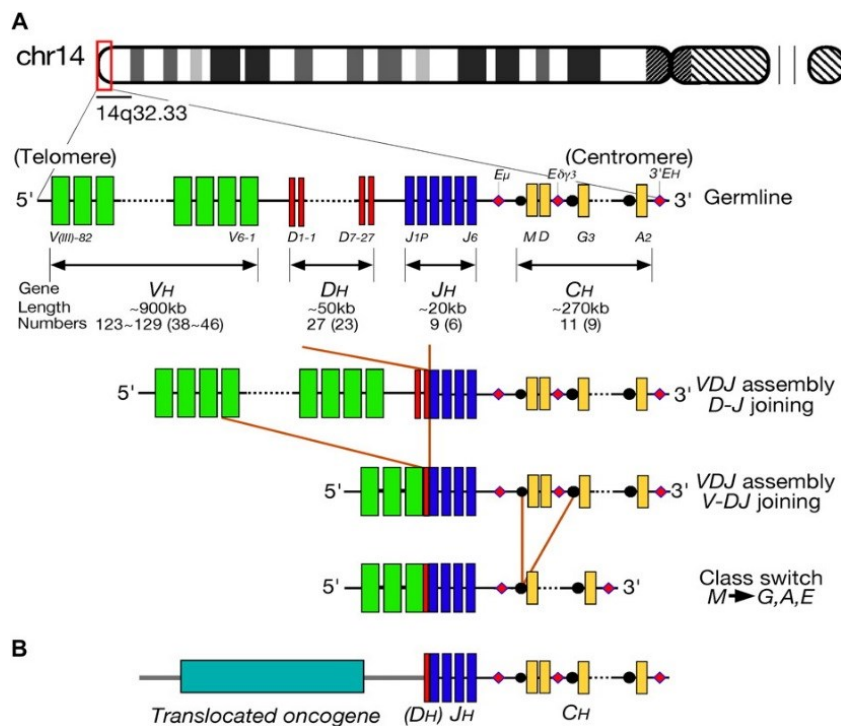 A
chr14
14q32.33
(Telomere)
(Centromere)
Eμ
Eδγ3
3'EH
5'
3'
Germline
V(III)-82
V6-1
D1-1
D7-27
J1P
J6
M D
G3
A2
Gene
VH
DH
JH
CH
Length
~900kb
~50kb
~20kb
~270kb
Numbers
123~129 (38~46)
27 (23)
9 (6)
11 (9)
5'
3'
VDJ assembly
D-J joining
5'
3'
VDJ assembly
V-DJ joining
5'
3'
Class switch
M➡G,A,E
B
Translocated oncogene
(DH)
JH
CH